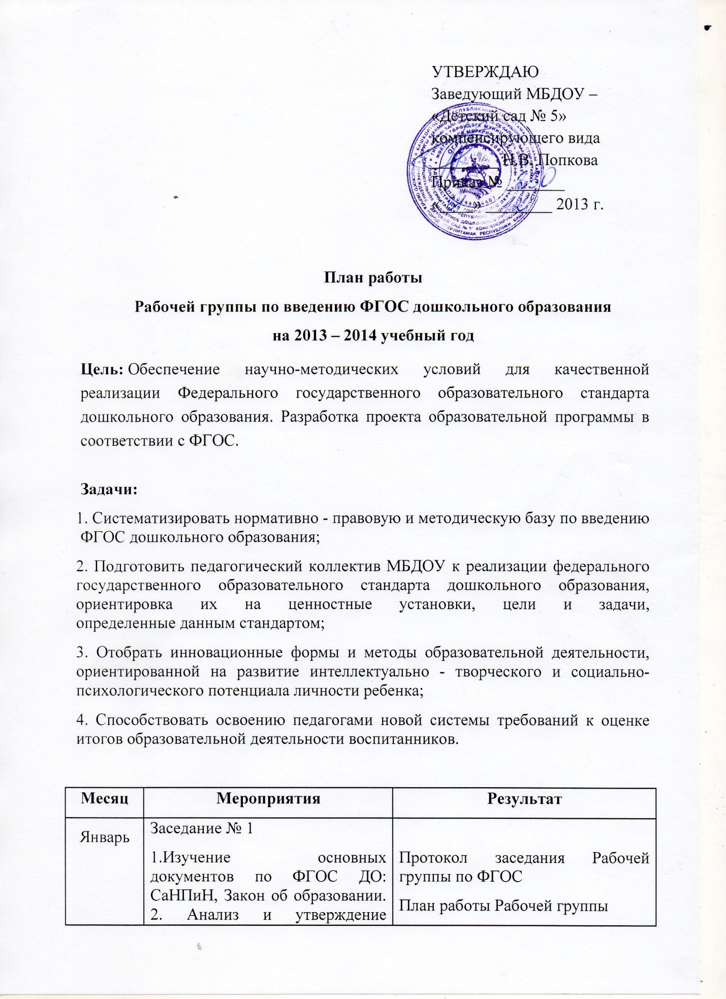 УТВЕРЖДАЮ
Заведующий МБДОУ –
«Детский сад № 5»
компенсирующего вида
________ Н.В. Попкова
Приказ № _______
«____» ________ 2013 г.
План работы
Рабочей группы по введению ФГОС дошкольного образования
на 2013 – 2014 учебный год
Цель: Обеспечение научно-методических условий для качественной
реализации Федерального государственного образовательного стандарта
дошкольного образования. Разработка проекта образовательной программы в
соответствии с ФГОС.
Задачи:
1. Систематизировать нормативно - правовую и методическую базу по введению
ФГОС дошкольного образования;
2. Подготовить педагогический коллектив МБДОУ к реализации федерального
государственного образовательного стандарта дошкольного образования,
ориентировка их на ценностные установки, цели и задачи,
определенные данным стандартом;
3. Отобрать инновационные формы и методы образовательной деятельности,
ориентированной на развитие интеллектуально - творческого и социально-
психологического потенциала личности ребенка;
4. Способствовать освоению педагогами новой системы требований к оценке
итогов образовательной деятельности воспитанников.
Месяц Мероприятия Результат
Январь
Заседание № 1
1.Изучение основных
документов по ФГОС ДО:
СаНПиН, Закон об образовании.
2. Анализ и утверждение
Протокол заседания Рабочей
группы по ФГОС
План работы Рабочей группы